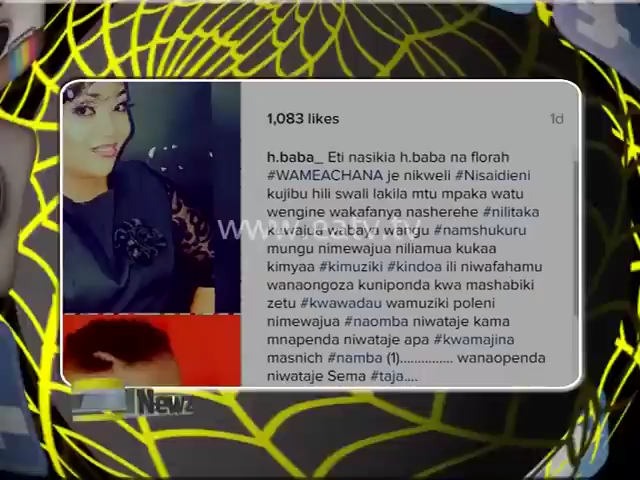 1,083 likes
1d
h.baba_ Eti nasikia h.baba na florah
#WAMEACHANA je nikweli #Nisaidieni
kujibu hili swali lakila mtu mpaka watu
wengine wakafanya nasherehe #nilitaka
kuwajua wabaya wangu #namshukuru
www.eatv.tv
mungu nimewajua niliamua kukaa
kimyaa #kimuziki #kindoa ili niwafahamu
wanaongoza kuniponda kwa mashabiki
zetu #kwawadau wamuziki poleni
nimewajua #naomba niwataje kama
mnapenda niwataje apa #kwamajina
masnich #namba (1)............... wanaopenda
niwataje Sema #taja....
Newz